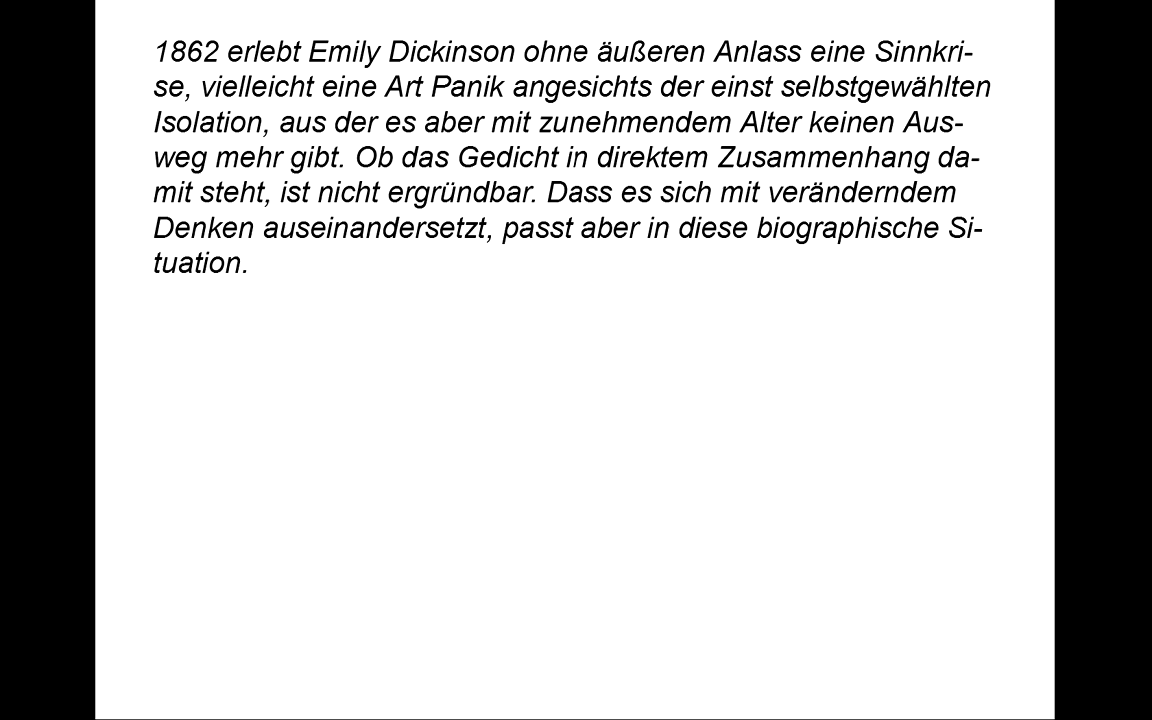 1862 erlebt Emily Dickinson ohne äußeren Anlass eine Sinnkri-
se, vielleicht eine Art Panik angesichts der einst selbstgewählten
Isolation, aus der es aber mit zunehmendem Alter keinen Aus-
weg mehr gibt. Ob das Gedicht in direktem Zusammenhang da-
mit steht, ist nicht ergründbar. Dass es sich mit veränderndem
Denken auseinandersetzt, passt aber in diese biographische Si-
tuation.